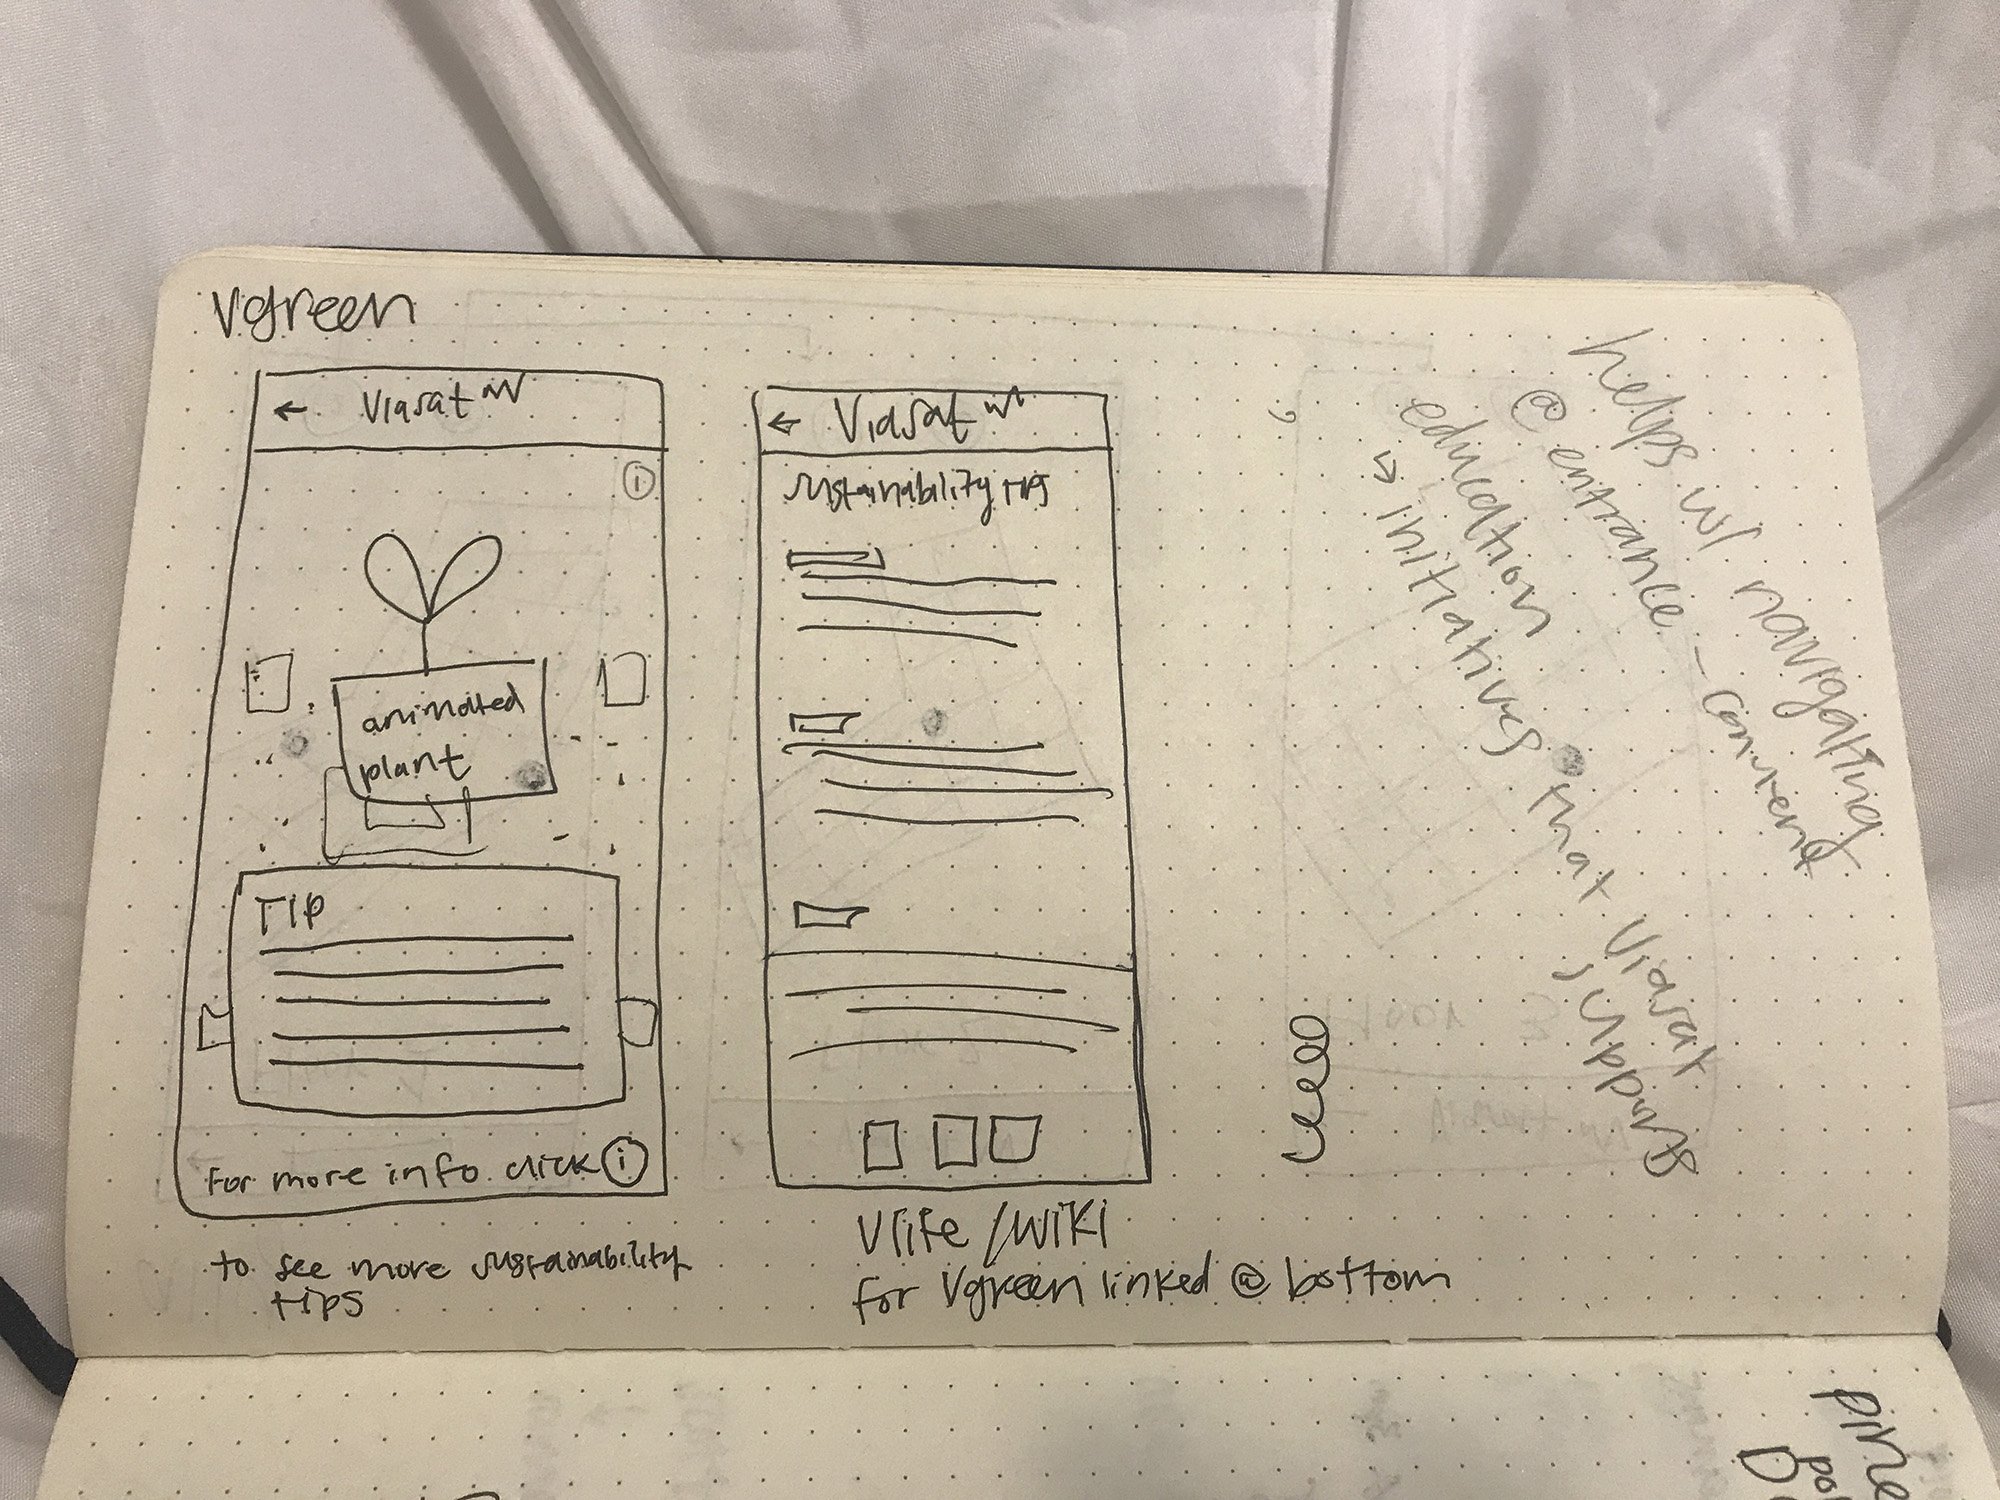 Vgreen
← Viasat
i
animated
plant
TIP
For more info click i
to see more sustainability
tips
← Viasat
Sustainability tips
Vlife /WIKI
for Vgreen linked @ bottom
helps w/ navigating
@ entrance - content
education
→ initiatives that Viasat
supports